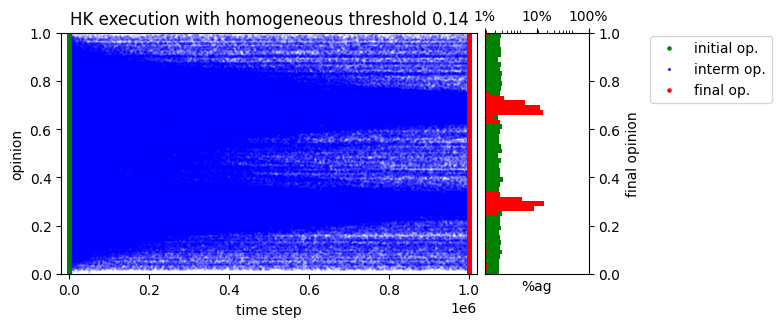 HK execution with homogeneous threshold 0.14
1% 10% 100%
initial op.
interm op.
final op.
1.0 1.0
0.8 0.8
0.6 0.6
0.4 0.4
0.2 0.2
0.0 0.0
opinion
final opinion
0.0 0.2 0.4 0.6 0.8 1.0
1e6
time step
%ag